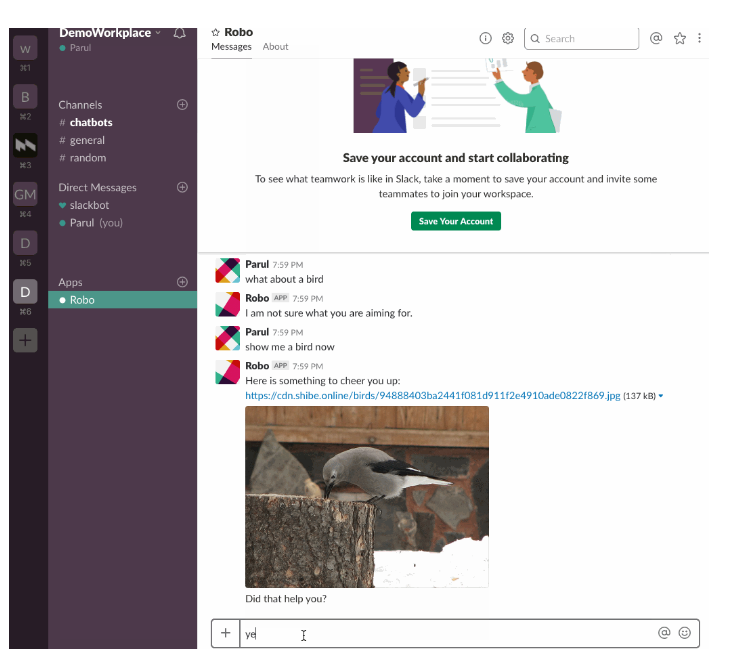 DemoWorkplace
Parul
W
⌘1
B
⌘2
⌘3
GM
⌘4
D
⌘5
D
⌘6
+
Channels
# chatbots
# general
# random
Direct Messages
slackbot
Parul (you)
Apps
Robo
Robo
Messages About
Search
Save your account and start collaborating
To see what teamwork is like in Slack, take a moment to save your account and invite some
teammates to join your workspace.
Save Your Account
Parul 7:59 PM
what about a bird
Robo APP 7:59 PM
I am not sure what you are aiming for.
Parul 7:59 PM
show me a bird now
Robo APP 7:59 PM
Here is something to cheer you up:
https://cdn.shibe.online/birds/94888403ba2441f081d911f2e4910ade0822f869.jpg (137 kB)
Did that help you?
+ ye